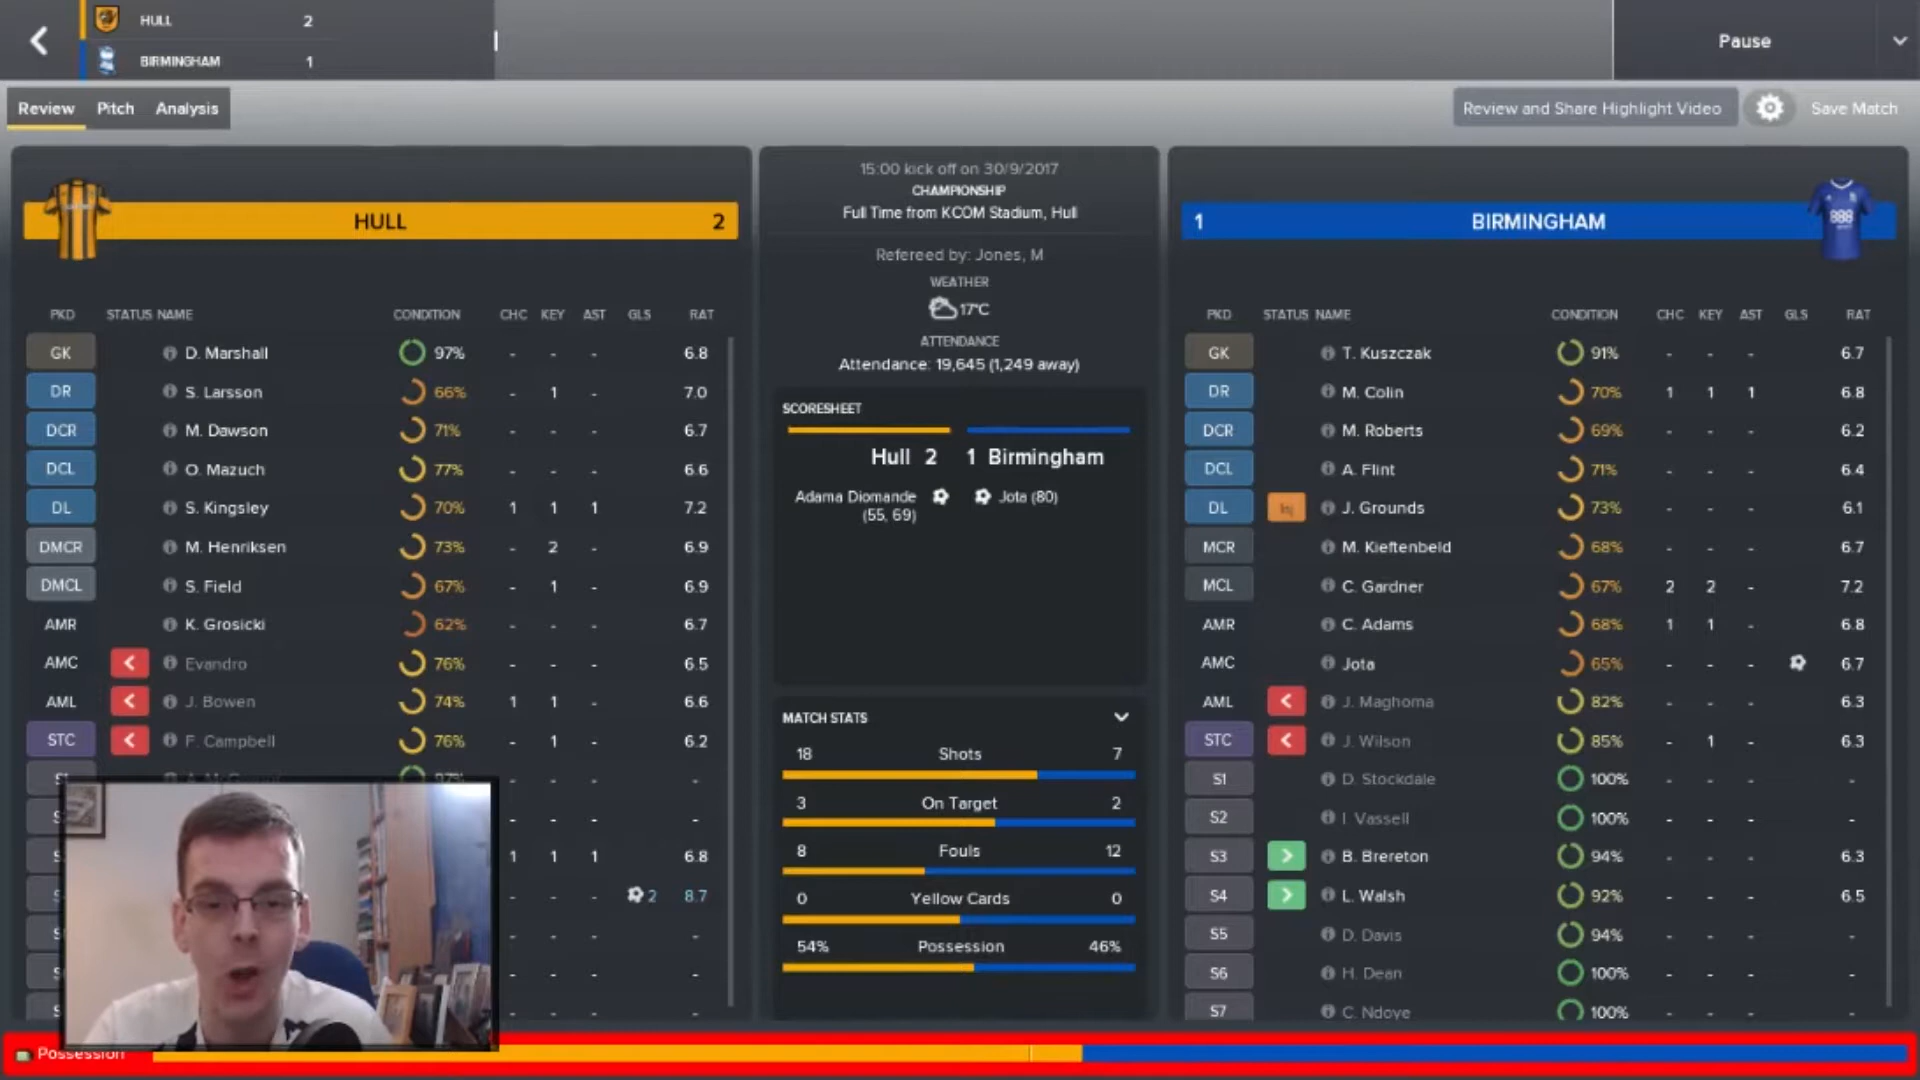 HULL 2
BIRMINGHAM 1
Pause
Review Pitch Analysis
Review and Share Highlight Video Save Match
HULL 2
PKD STATUS NAME CONDITION CHC KEY AST GLS RAT
GK D. Marshall 97% - - - 6.8
DR S. Larsson 66% - 1 - 7.0
DCR M. Dawson 71% - - - 6.7
DCL O. Mazuch 77% - - - 6.6
DL S. Kingsley 70% 1 1 1 7.2
DMCR M. Henriksen 73% - 2 - 6.9
DMCL S. Field 67% - 1 - 6.9
AMR K. Grosicki 62% - - - 6.7
AMC Evandro 76% - - - 6.5
AML J. Bowen 74% 1 1 - 6.6
STC F. Campbell 76% - 1 - 6.2
- - - -
- - - -
1 1 1 6.8
- - - 2 8.7
- - - -
- - - -
- - - -
15:00 kick off on 30/9/2017
CHAMPIONSHIP
Full Time from KCOM Stadium, Hull
Refereed by: Jones, M
WEATHER
17°C
ATTENDANCE
Attendance: 19,645 (1,249 away)
SCORESHEET
Hull 2 1 Birmingham
Adama Diomande Jota (80)
(55, 69)
MATCH STATS
18 Shots 7
3 On Target 2
8 Fouls 12
0 Yellow Cards 0
54% Possession 46%
1 BIRMINGHAM
888
PKD STATUS NAME CONDITION CHC KEY AST GLS RAT
GK T. Kuszczak 91% - - - 6.7
DR M. Colin 70% 1 1 1 6.8
DCR M. Roberts 69% - - - 6.2
DCL A. Flint 71% - - - 6.4
DL Inj J. Grounds 73% - - - 6.1
MCR M. Kieftenbeld 68% - - - 6.7
MCL C. Gardner 67% 2 2 - 7.2
AMR C. Adams 68% 1 1 - 6.8
AMC Jota 65% - - - 6.7
AML J. Maghoma 82% - - - 6.3
STC J. Wilson 85% - 1 - 6.3
S1 D. Stockdale 100% - - - -
S2 I. Vassell 100% - - - -
S3 B. Brereton 94% - - - 6.3
S4 L. Walsh 92% - - - 6.5
S5 D. Davis 94% - - - -
S6 H. Dean 100% - - - -
S7 C. Ndoye 100% - - - -
Possession